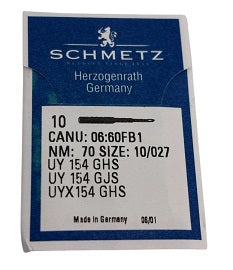 SCHMETZ
Herzogenrath
Germany
10
CANU: 06:60FB1
NM: 70 SIZE: 10/027
UY 154 GHS
UY 154 GJS
UYX154 GHS
Made in Germany 06/01